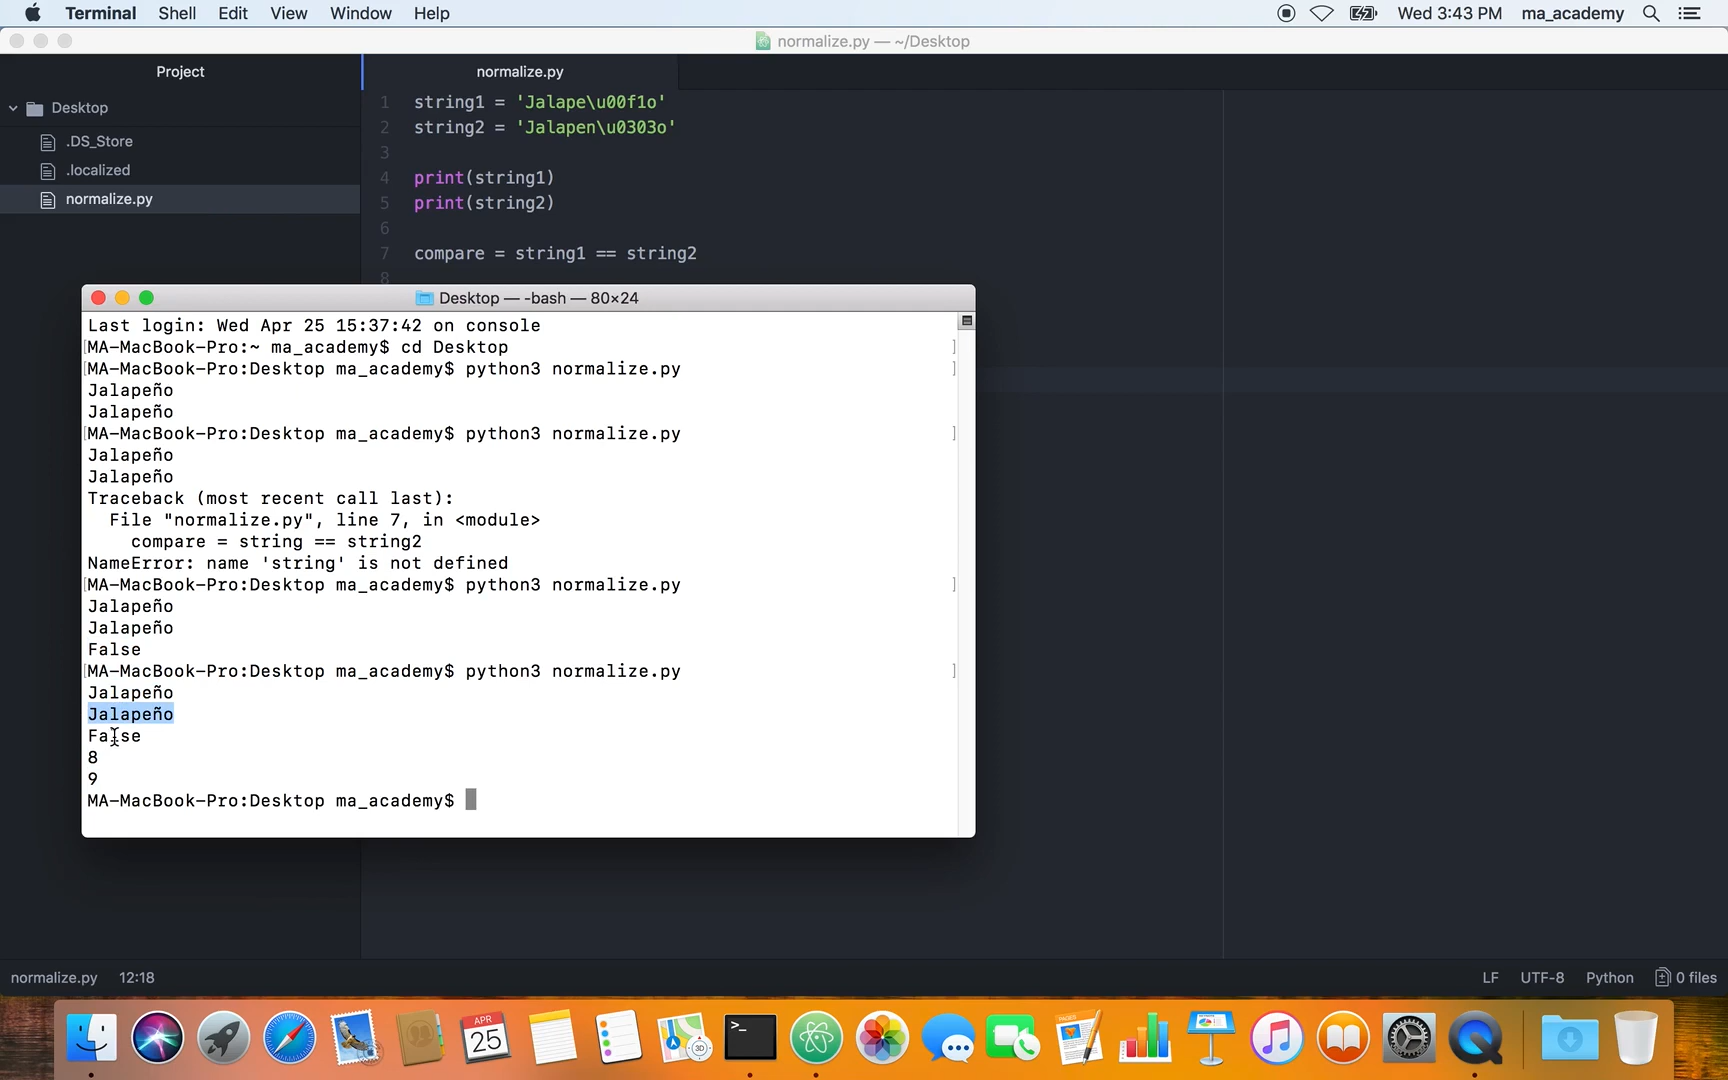 Terminal Shell Edit View Window Help Wed 3:43 PM ma_academy
normalize.py — ~/Desktop
Project
normalize.py
Desktop
.DS_Store
.localized
normalize.py
1 string1 = 'Jalape\u00f1o'
2 string2 = 'Jalapen\u0303o'
3
4 print(string1)
5 print(string2)
6
7 compare = string1 == string2
8
Desktop — -bash — 80×24
Last login: Wed Apr 25 15:37:42 on console
[MA-MacBook-Pro:~ ma_academy$ cd Desktop ]
[MA-MacBook-Pro:Desktop ma_academy$ python3 normalize.py ]
Jalapeño
Jalapeño
[MA-MacBook-Pro:Desktop ma_academy$ python3 normalize.py ]
Jalapeño
Jalapeño
Traceback (most recent call last):
File "normalize.py", line 7, in <module>
compare = string == string2
NameError: name 'string' is not defined
[MA-MacBook-Pro:Desktop ma_academy$ python3 normalize.py ]
Jalapeño
Jalapeño
False
[MA-MacBook-Pro:Desktop ma_academy$ python3 normalize.py ]
Jalapeño
Jalapeño
False
8
9
MA-MacBook-Pro:Desktop ma_academy$
normalize.py 12:18 LF UTF-8 Python 0 files
APR
25
3D
>_
PAGES